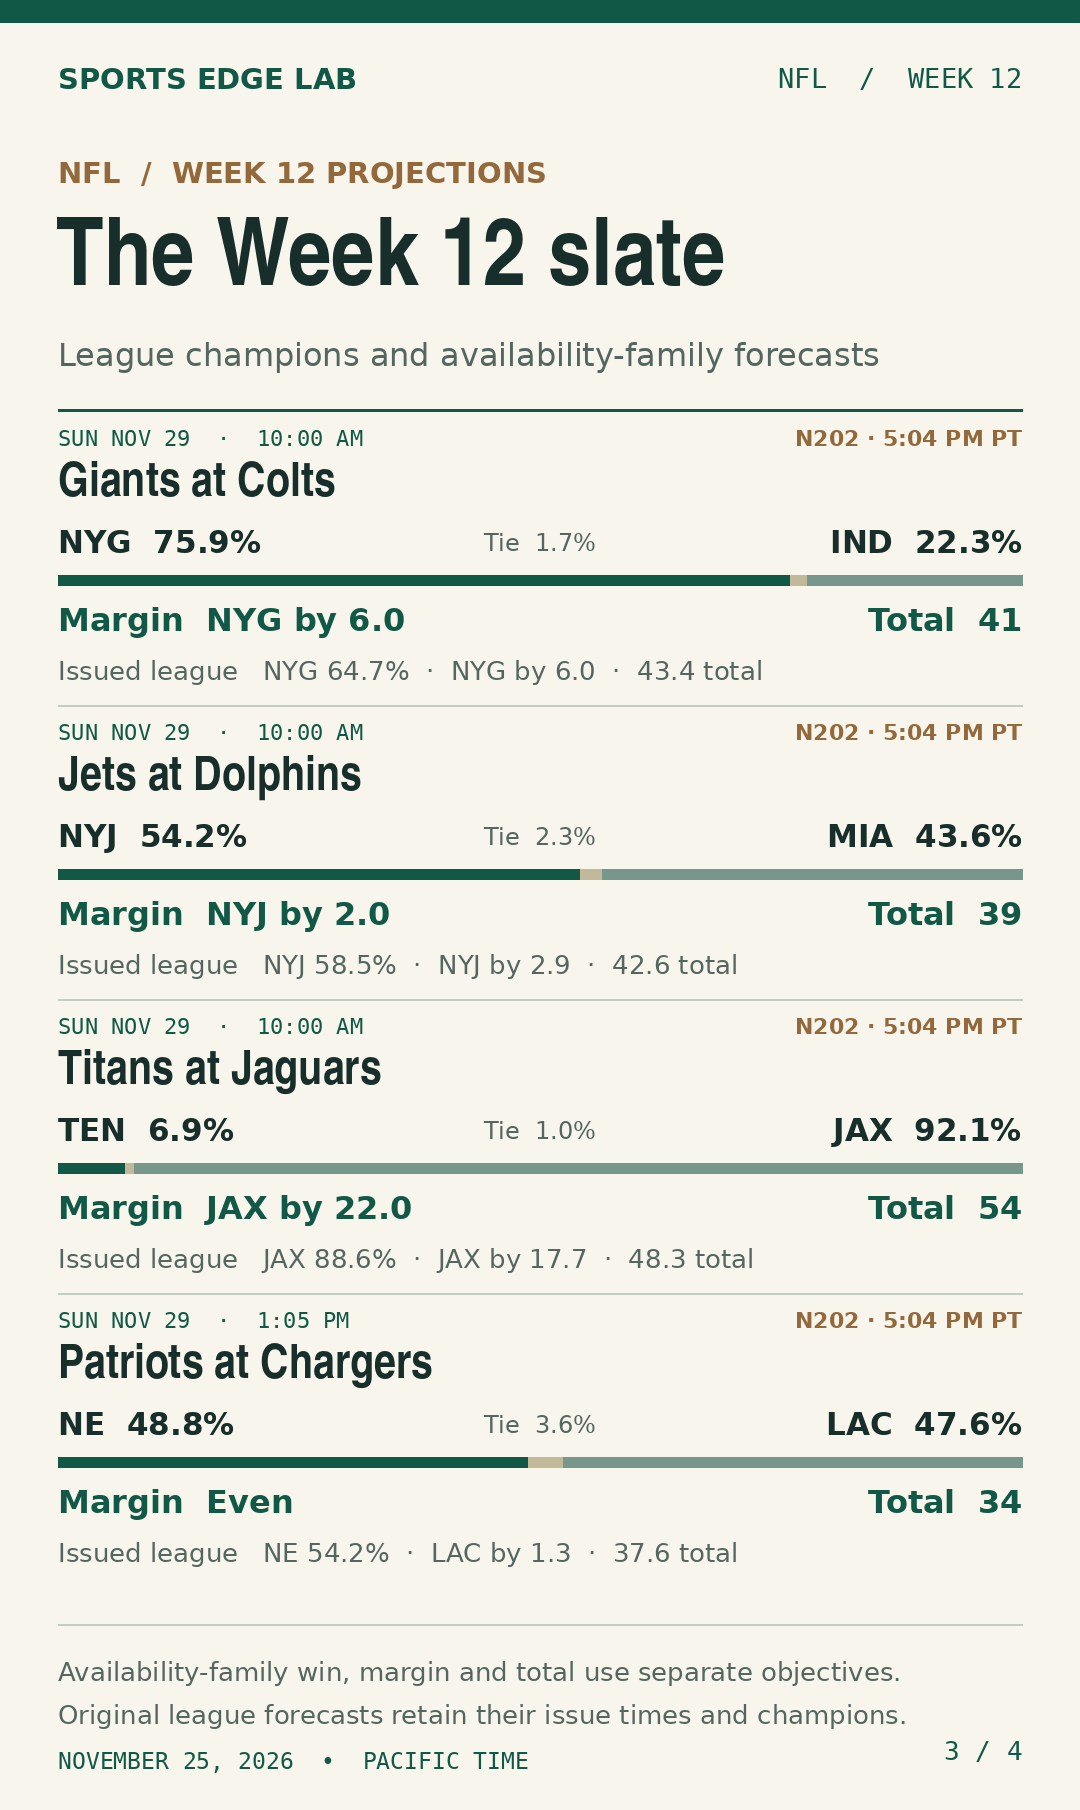 SPORTS EDGE LAB
NFL / WEEK 12
NFL / WEEK 12 PROJECTIONS
The Week 12 slate
League champions and availability-family forecasts
SUN NOV 29 · 10:00 AM
N202 · 5:04 PM PT
Giants at Colts
NYG 75.9%
Tie 1.7%
IND 22.3%
Margin NYG by 6.0
Total 41
Issued league NYG 64.7% · NYG by 6.0 · 43.4 total
SUN NOV 29 · 10:00 AM
N202 · 5:04 PM PT
Jets at Dolphins
NYJ 54.2%
Tie 2.3%
MIA 43.6%
Margin NYJ by 2.0
Total 39
Issued league NYJ 58.5% · NYJ by 2.9 · 42.6 total
SUN NOV 29 · 10:00 AM
N202 · 5:04 PM PT
Titans at Jaguars
TEN 6.9%
Tie 1.0%
JAX 92.1%
Margin JAX by 22.0
Total 54
Issued league JAX 88.6% · JAX by 17.7 · 48.3 total
SUN NOV 29 · 1:05 PM
N202 · 5:04 PM PT
Patriots at Chargers
NE 48.8%
Tie 3.6%
LAC 47.6%
Margin Even
Total 34
Issued league NE 54.2% · LAC by 1.3 · 37.6 total
Availability-family win, margin and total use separate objectives.
Original league forecasts retain their issue times and champions.
NOVEMBER 25, 2026 • PACIFIC TIME
3 / 4